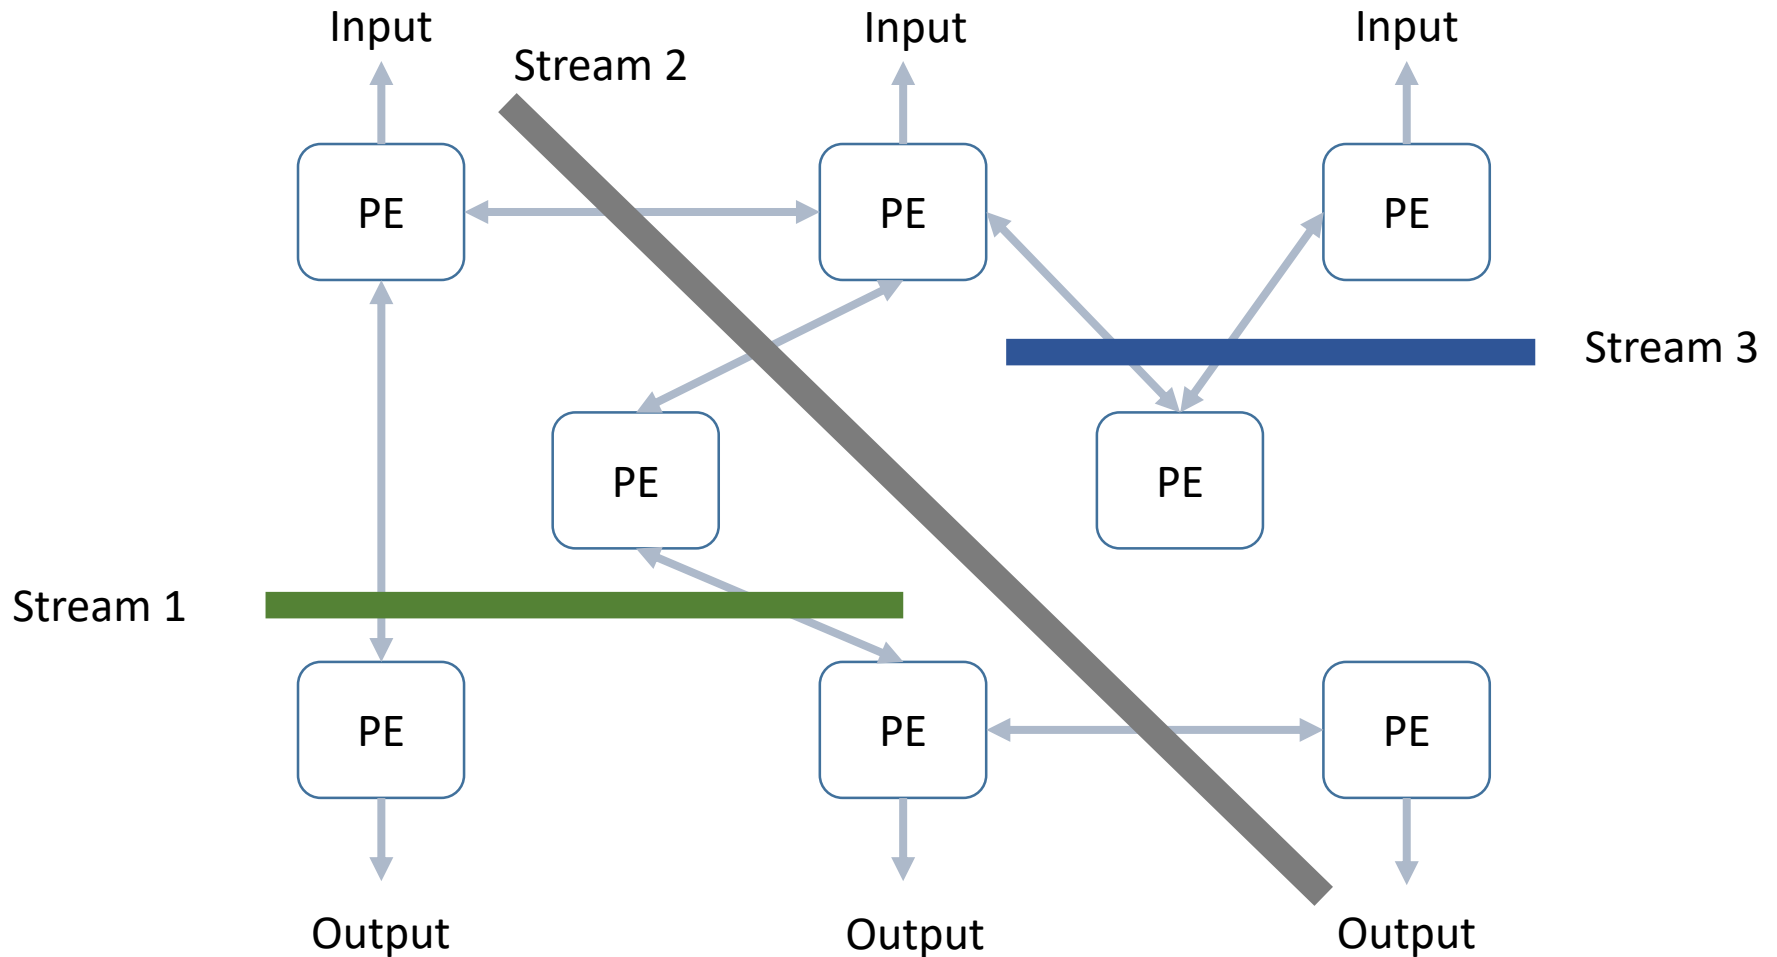 Input
Input
Input
Stream 2
PE
PE
PE
Stream 3
PE
PE
Stream 1
PE
PE
PE
Output
Output
Output